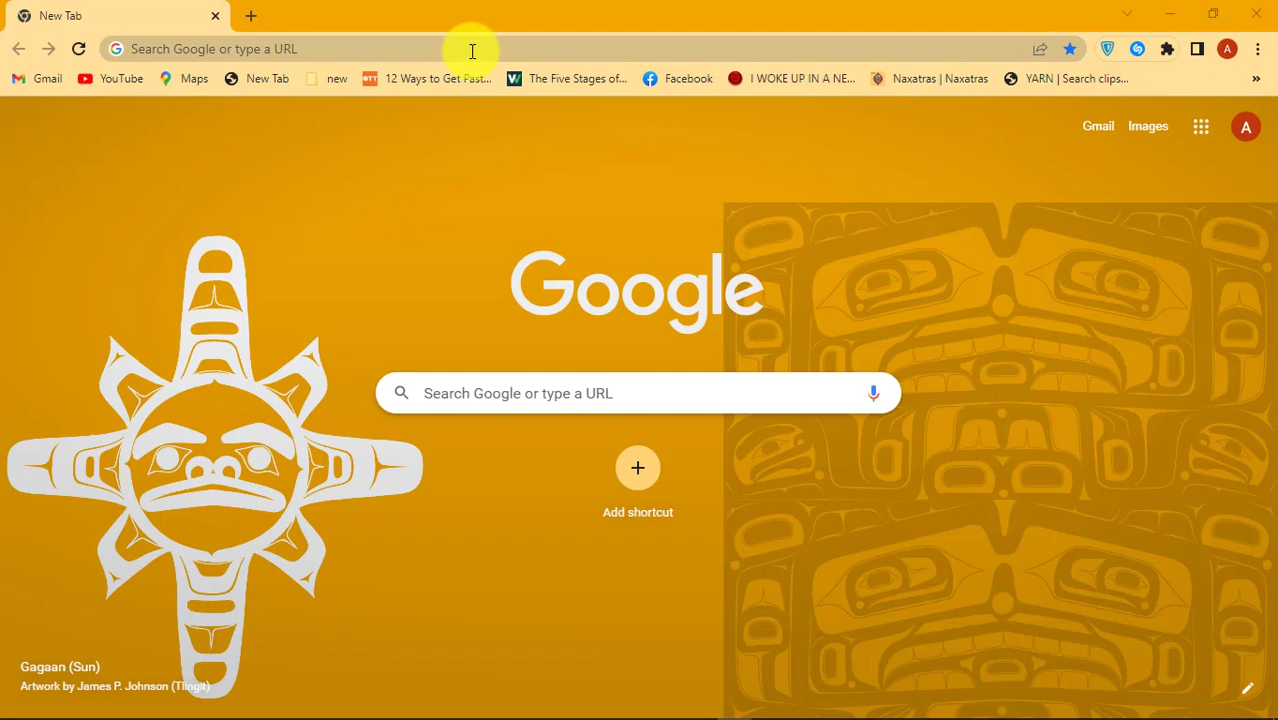 New Tab
Search Google or type a URL
A
Gmail
YouTube
Maps
New Tab
new
OTT
12 Ways to Get Past...
W
The Five Stages of...
Facebook
I WOKE UP IN A NE...
Naxatras | Naxatras
YARN | Search clips...
»
Gmail
Images
A
Google
Search Google or type a URL
Add shortcut
Gagaan (Sun)
Artwork by James P. Johnson (Tlingit)